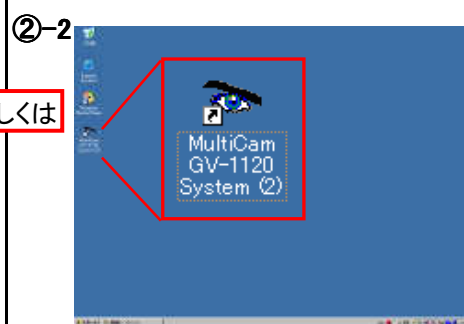 ②-2
しくは
MultiCam
GV-1120
System (2)